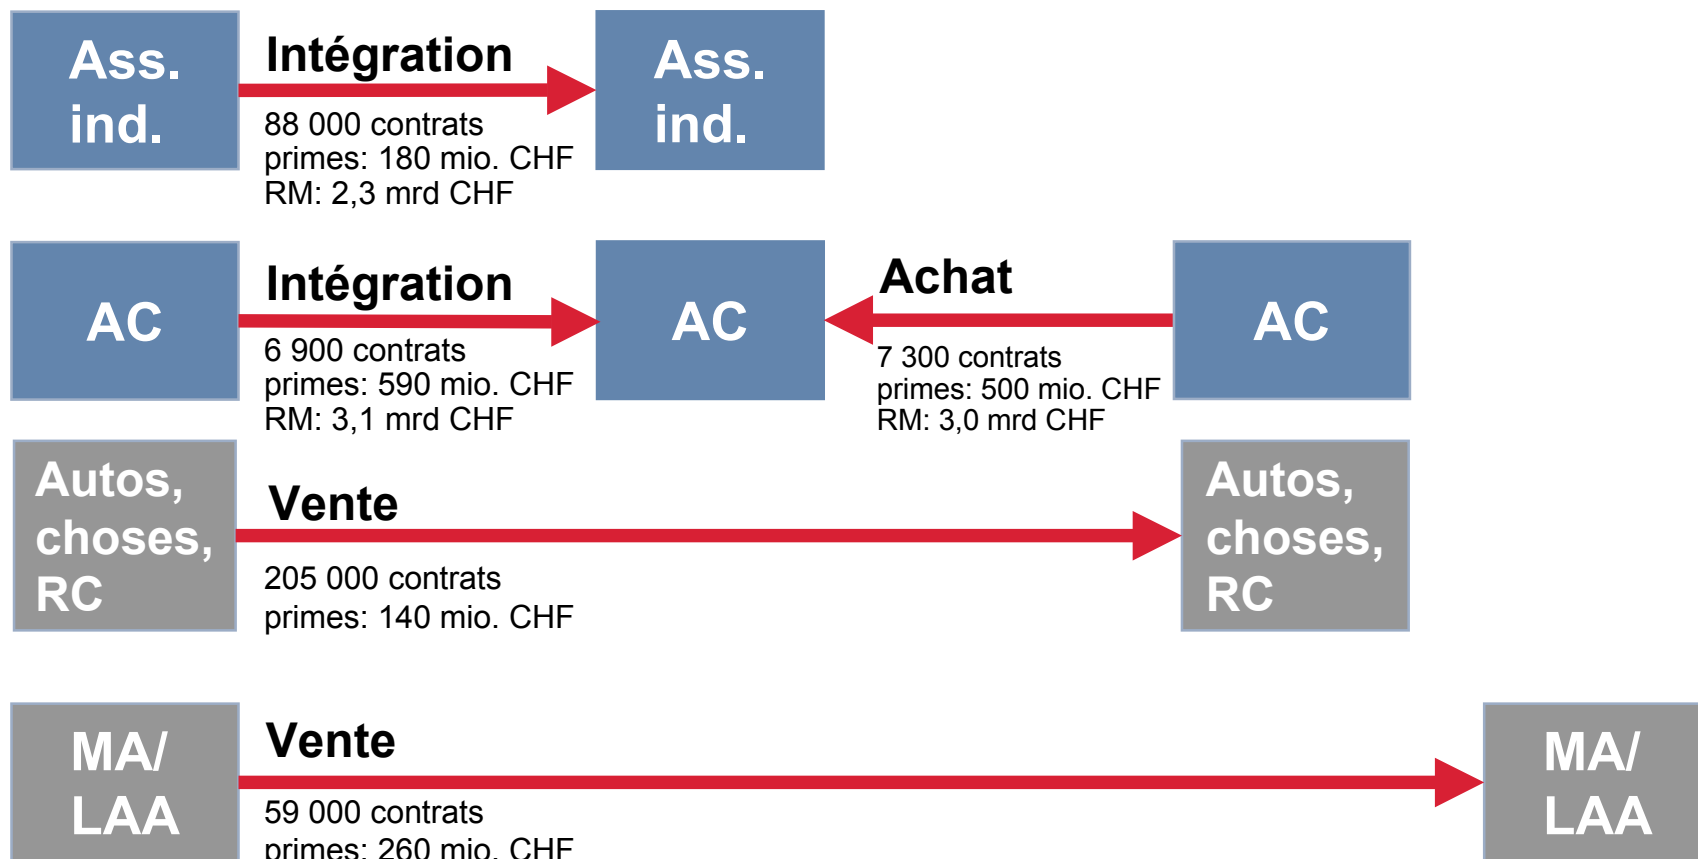 Ass.
ind.
Intégration
88 000 contrats
primes: 180 mio. CHF
RM: 2,3 mrd CHF
Ass.
ind.
AC
Intégration
6 900 contrats
primes: 590 mio. CHF
RM: 3,1 mrd CHF
AC
Achat
7 300 contrats
primes: 500 mio. CHF
RM: 3,0 mrd CHF
AC
Autos,
choses,
RC
Vente
205 000 contrats
primes: 140 mio. CHF
Autos,
choses,
RC
MA/
LAA
Vente
59 000 contrats
primes: 260 mio. CHF
MA/
LAA